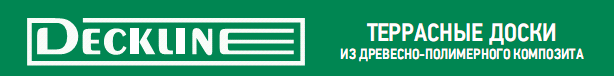 DECKLINE
ТЕРРАСНЫЕ ДОСКИ
ИЗ ДРЕВЕСНО-ПОЛИМЕРНОГО КОМПОЗИТА